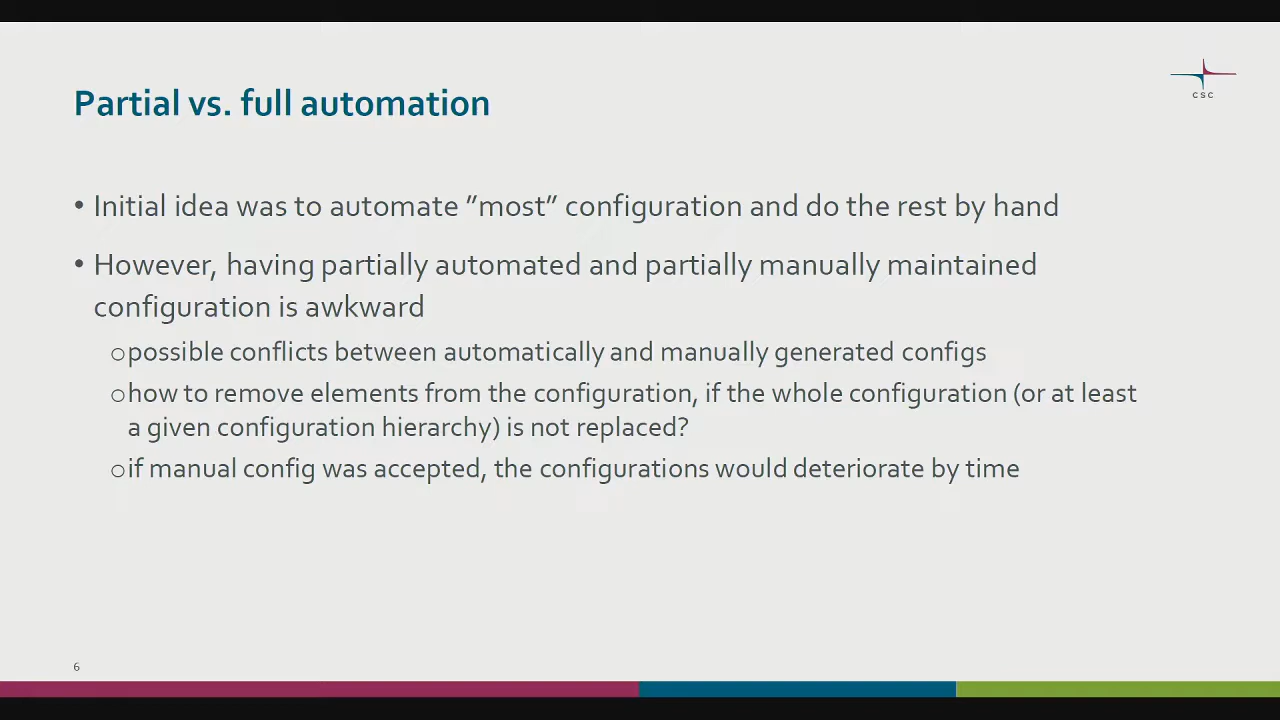 CSC
Partial vs. full automation
• Initial idea was to automate ”most” configuration and do the rest by hand
• However, having partially automated and partially manually maintained
configuration is awkward
opossible conflicts between automatically and manually generated configs
ohow to remove elements from the configuration, if the whole configuration (or at least
a given configuration hierarchy) is not replaced?
oif manual config was accepted, the configurations would deteriorate by time
6